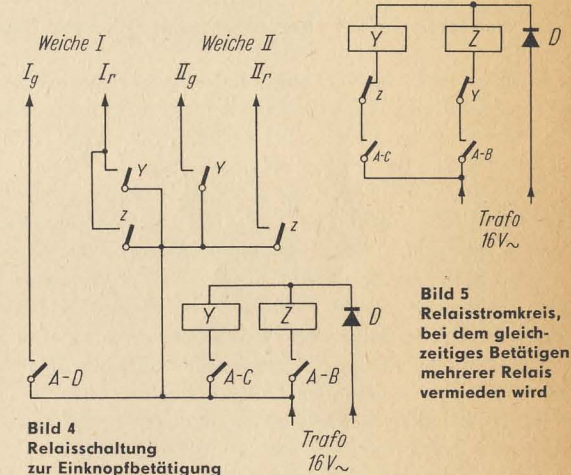 Weiche I Weiche II
Ig Ir IIg IIr
Y Y
z z
Y Z D
A-D A-C A-B
Trafo
16V~
Bild 4
Relaisschaltung
zur Einknopfbetätigung
Y Z D
z Y
A-C A-B
Trafo
16V~
Bild 5
Relaisstromkreis,
bei dem gleich-
zeitiges Betätigen
mehrerer Relais
vermieden wird